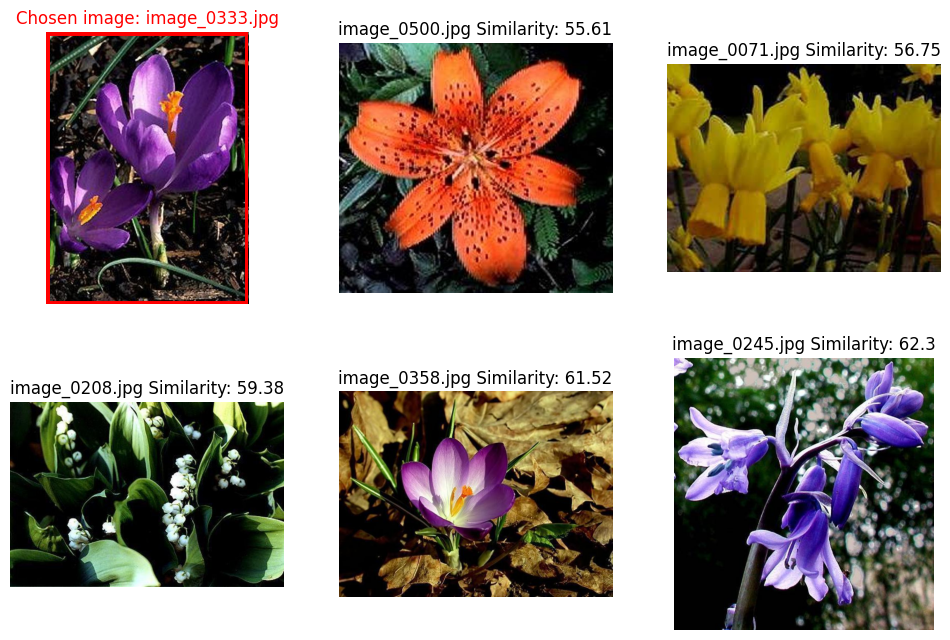 Chosen image: image_0333.jpg
image_0500.jpg Similarity: 55.61
image_0071.jpg Similarity: 56.75
image_0208.jpg Similarity: 59.38
image_0358.jpg Similarity: 61.52
image_0245.jpg Similarity: 62.3